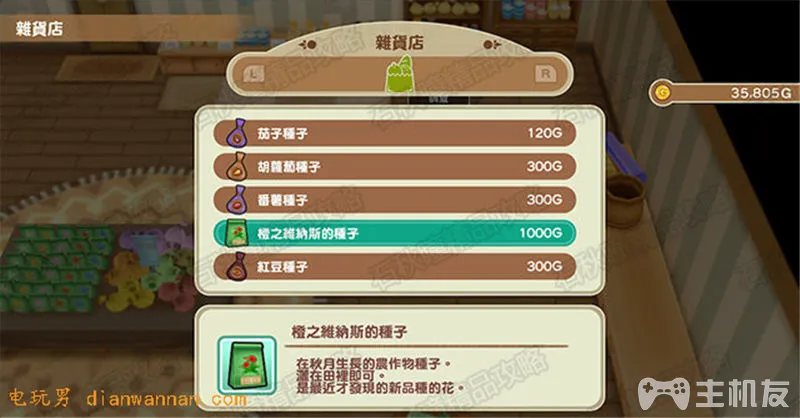 雜貨店
雜貨店
L
R
35,805G
茄子種子 120G
胡蘿蔔種子 300G
番薯種子 300G
橙之維納斯的種子 1000G
紅豆種子 300G
橙之維納斯的種子
在秋月生長的農作物種子。
灑在田裡即可。
是最近才發現的新品種的花。
电玩男 dianwannan.com
主机友